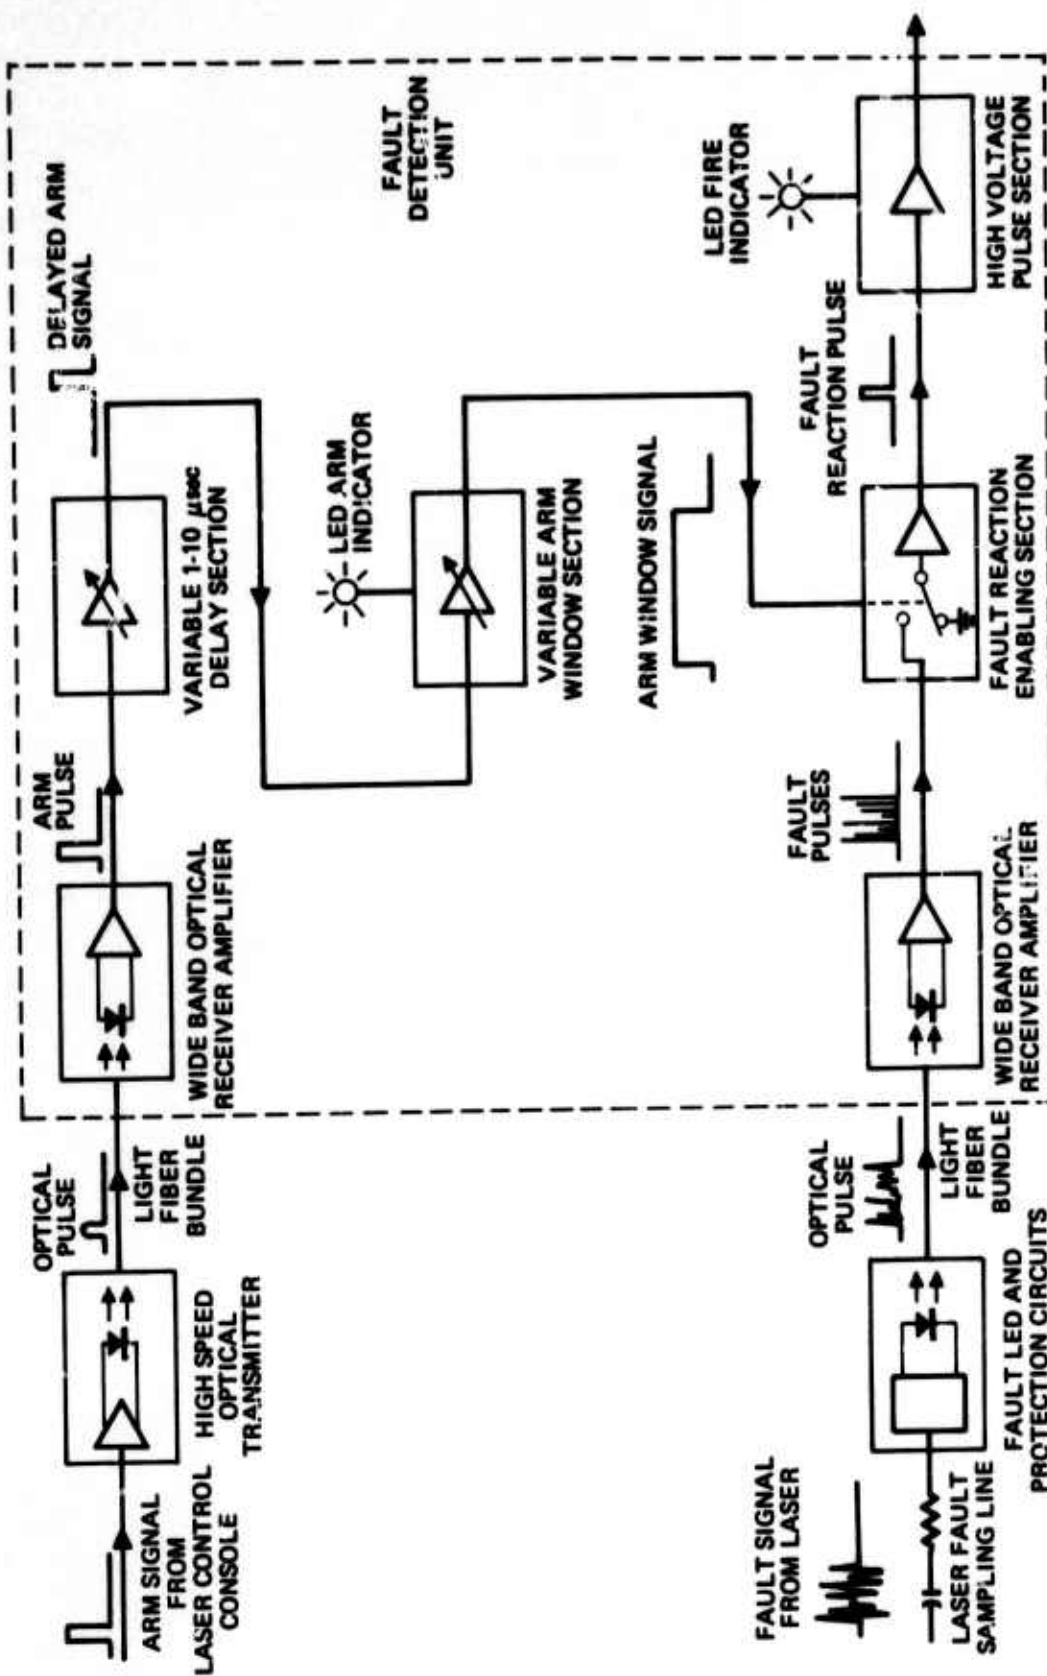 ARM SIGNAL
FROM
LASER CONTROL
CONSOLE
HIGH SPEED
OPTICAL
TRANSMITTER
OPTICAL
PULSE
LIGHT
FIBER
BUNDLE
WIDE BAND OPTICAL
RECEIVER AMPLIFIER
ARM
PULSE
VARIABLE 1-10 µsec
DELAY SECTION
DELAYED ARM
SIGNAL
LED ARM
INDICATOR
VARIABLE ARM
WINDOW SECTION
FAULT
DETECTION
UNIT
ARM WINDOW SIGNAL
FAULT SIGNAL
FROM LASER
LASER FAULT
SAMPLING LINE
FAULT LED AND
PROTECTION CIRCUITS
OPTICAL
PULSE
LIGHT
FIBER
BUNDLE
WIDE BAND OPTICAL
RECEIVER AMPLIFIER
FAULT
PULSES
FAULT REACTION
ENABLING SECTION
FAULT
REACTION PULSE
LED FIRE
INDICATOR
HIGH VOLTAGE
PULSE SECTION